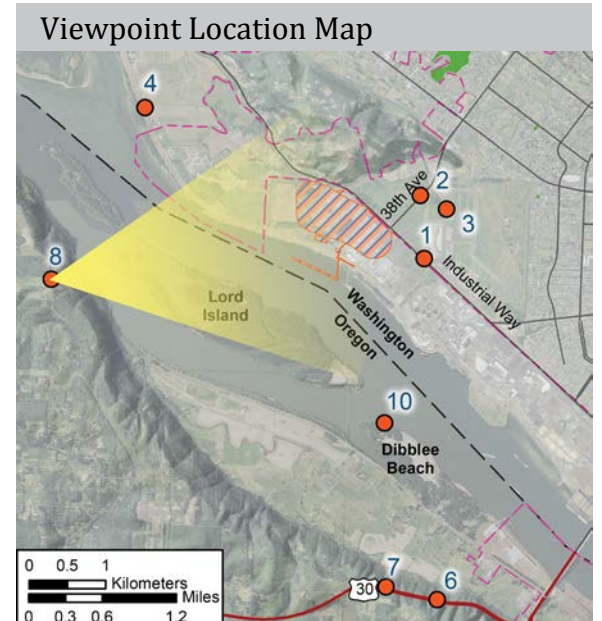 Viewpoint Location Map
4
2
38th Ave
3
1
8
Industrial Way
Lord
Island
Washington
Oregon
10
Dibblee
Beach
7
30
6
0 0.5 1
Kilometers
Miles
0 0.3 0.6 1.2